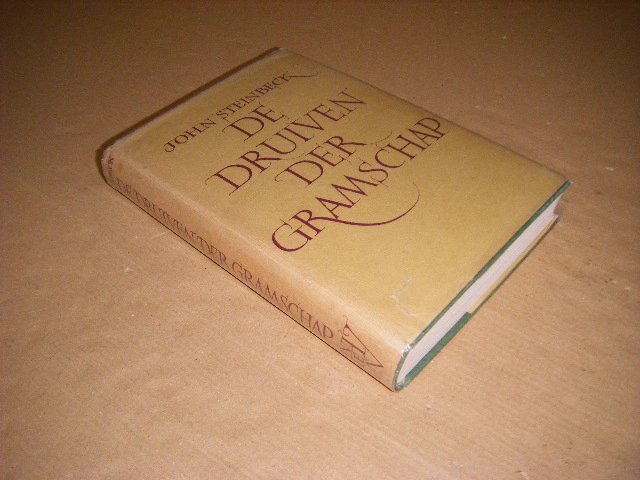 JOHN STEINBECK
DE
DRUIVEN
DER
GRAMSCHAP
DE DRUIVEN DER GRAMSCHAP